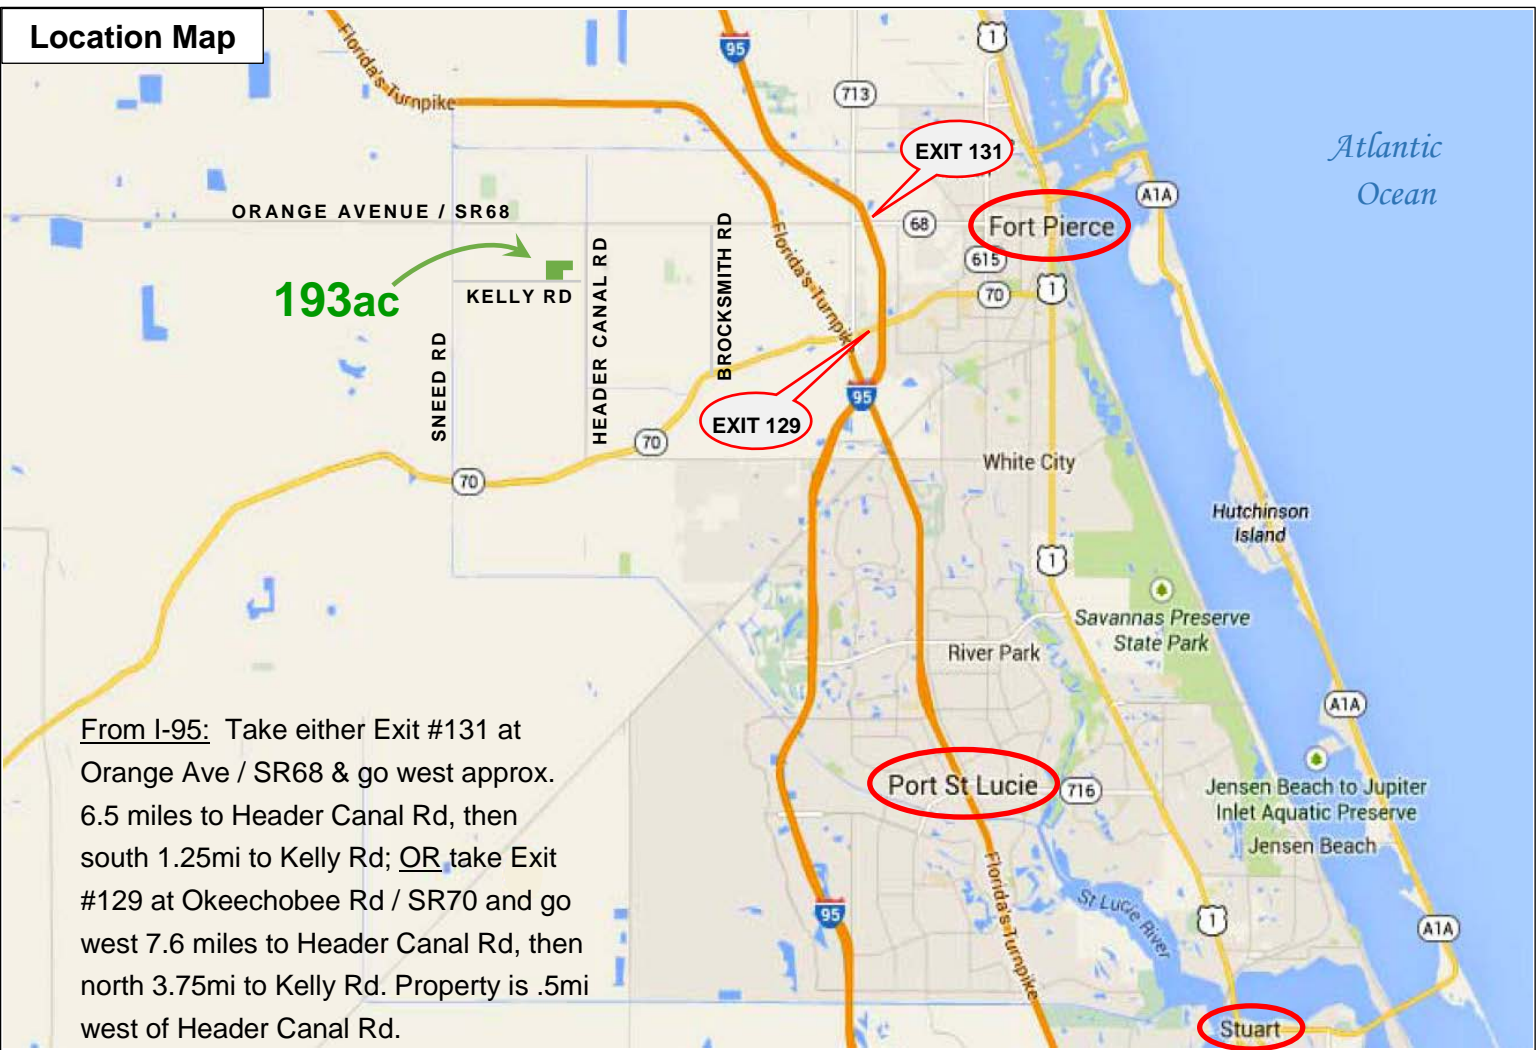 Location Map
Florida's Turnpike
95
1
713
EXIT 131
Atlantic
Ocean
A1A
ORANGE AVENUE / SR68
68
Fort Pierce
615
193ac
KELLY RD
HEADER CANAL RD
BROCKSMITH RD
Florida's Turnpike
70
1
SNEED RD
95
EXIT 129
70
70
White City
Hutchinson
Island
1
Savannas Preserve
State Park
River Park
A1A
From I-95: Take either Exit #131 at
Orange Ave / SR68 & go west approx.
6.5 miles to Header Canal Rd, then
south 1.25mi to Kelly Rd; OR take Exit
#129 at Okeechobee Rd / SR70 and go
west 7.6 miles to Header Canal Rd, then
north 3.75mi to Kelly Rd. Property is .5mi
west of Header Canal Rd.
Port St Lucie
716
Jensen Beach to Jupiter
Inlet Aquatic Preserve
Jensen Beach
Florida's Turnpike
St Lucie River
95
1
A1A
Stuart